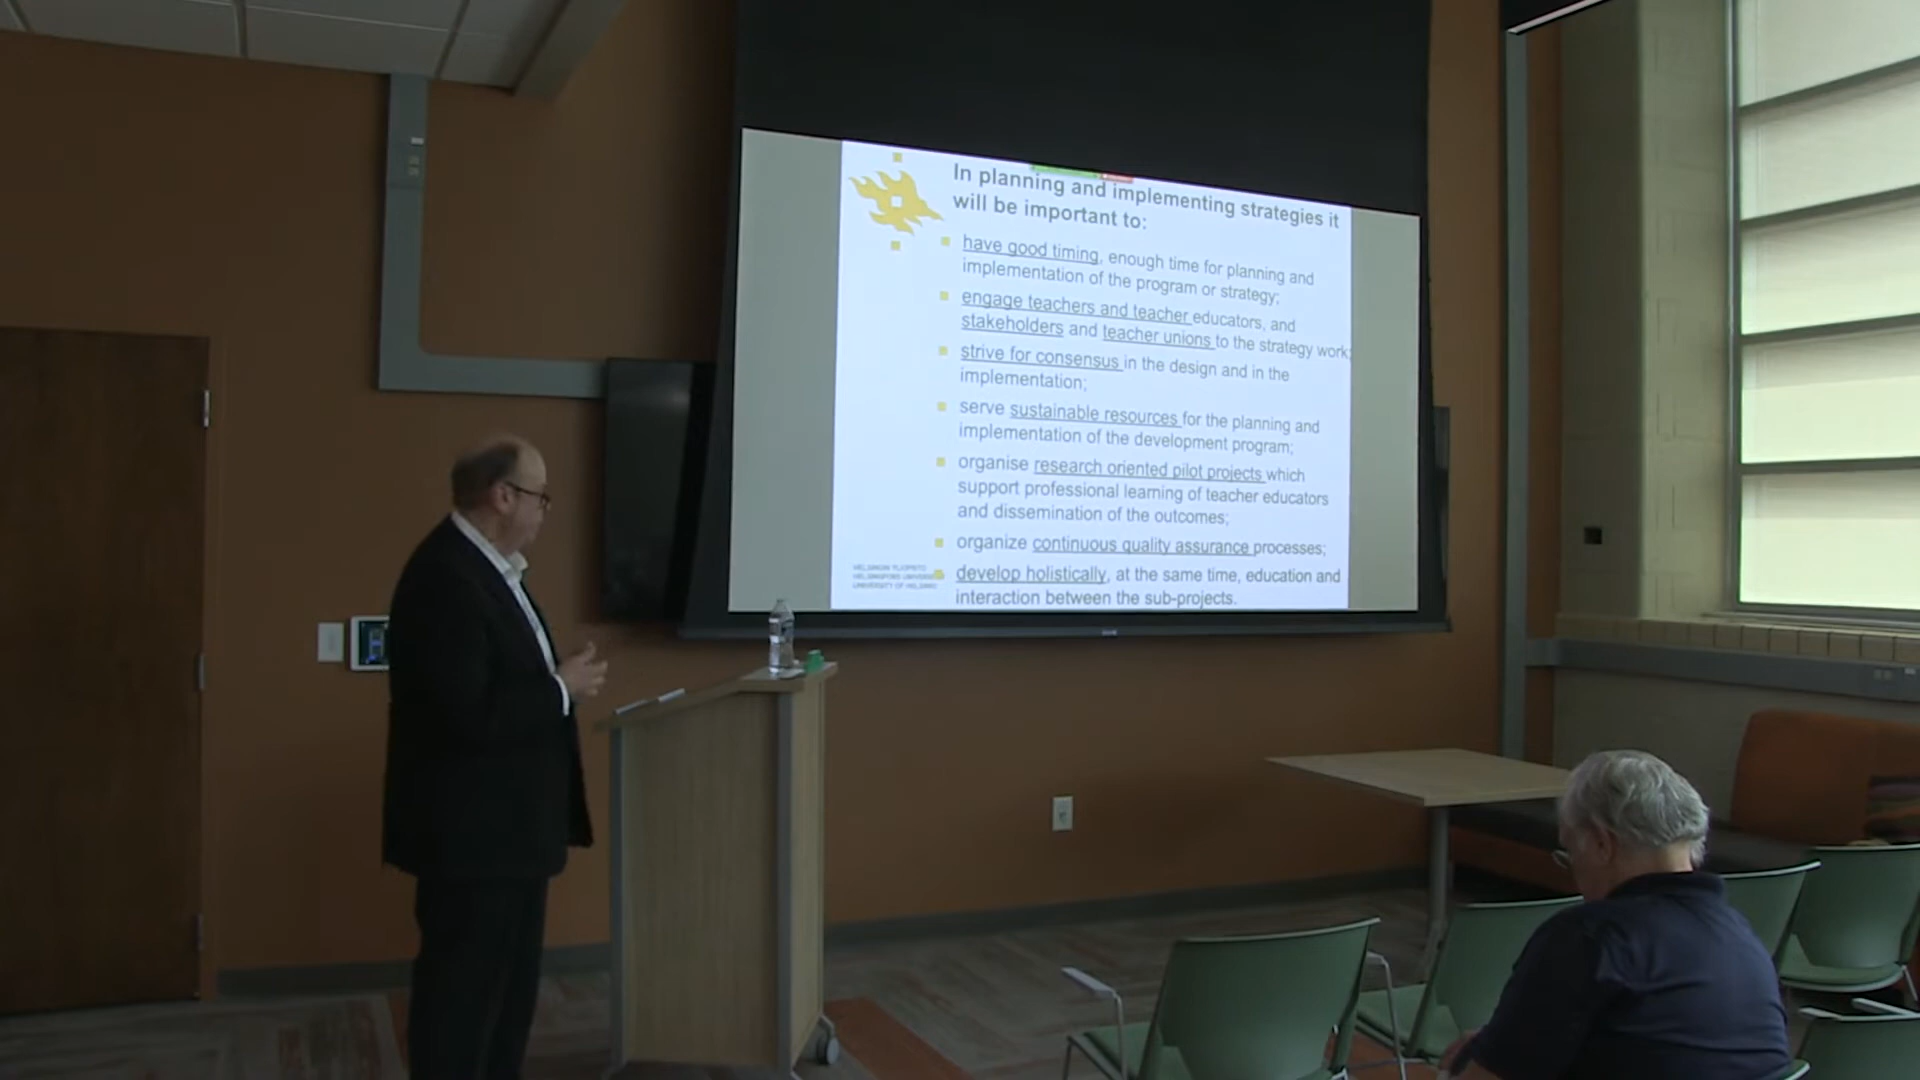 In planning and implementing strategies it
will be important to:
have good timing, enough time for planning and
implementation of the program or strategy;
engage teachers and teacher educators, and
stakeholders and teacher unions to the strategy work;
strive for consensus in the design and in the
implementation;
serve sustainable resources for the planning and
implementation of the development program;
organise research oriented pilot projects which
support professional learning of teacher educators
and dissemination of the outcomes;
organize continuous quality assurance processes;
develop holistically, at the same time, education and
interaction between the sub-projects.
HELSINGIN YLIOPISTO
HELSINGFORS
UNIVERSITY OF HELSINKI